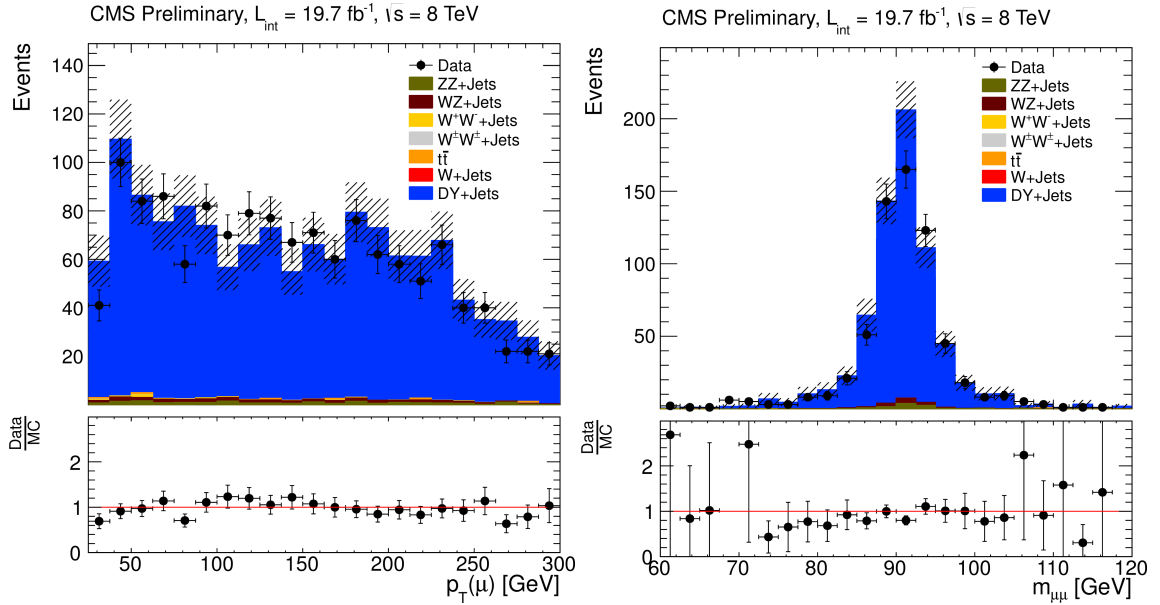 CMS Preliminary, L_int = 19.7 fb⁻¹, √s = 8 TeV
Events
140
120
100
80
60
40
20
Data
ZZ+Jets
WZ+Jets
W⁺W⁻+Jets
W±W±+Jets
tt̄
W+Jets
DY+Jets
Data
MC
2
1
0
50 100 150 200 250 300
p_T(μ) [GeV]
CMS Preliminary, L_int = 19.7 fb⁻¹, √s = 8 TeV
Events
200
150
100
50
Data
ZZ+Jets
WZ+Jets
W⁺W⁻+Jets
W±W±+Jets
tt̄
W+Jets
DY+Jets
Data
MC
2
1
0
60 70 80 90 100 110 120
m_μμ [GeV]